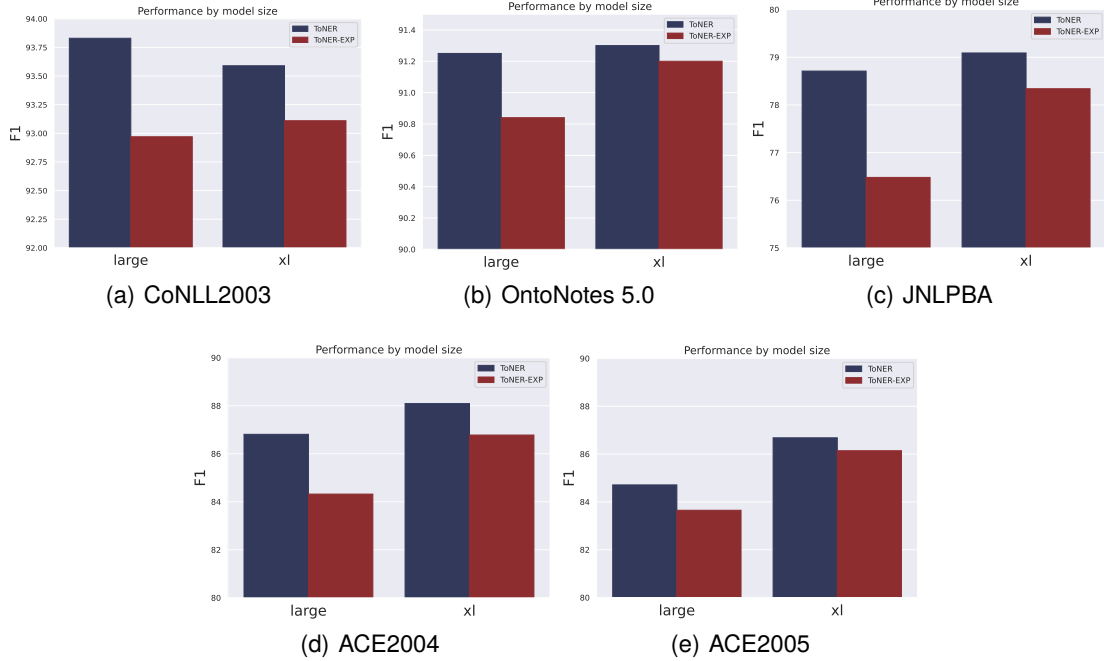 Performance by model size
94.00
93.75
93.50
93.25
93.00
92.75
92.50
92.25
92.00
F1
ToNER
ToNER-EXP
large xl
(a) CoNLL2003
Performance by model size
91.4
91.2
91.0
90.8
90.6
90.4
90.2
90.0
F1
ToNER
ToNER-EXP
large xl
(b) OntoNotes 5.0
Performance by model size
80
79
78
77
76
75
F1
ToNER
ToNER-EXP
large xl
(c) JNLPBA
Performance by model size
90
88
86
84
82
80
F1
ToNER
ToNER-EXP
large xl
(d) ACE2004
Performance by model size
90
88
86
84
82
80
F1
ToNER
ToNER-EXP
large xl
(e) ACE2005